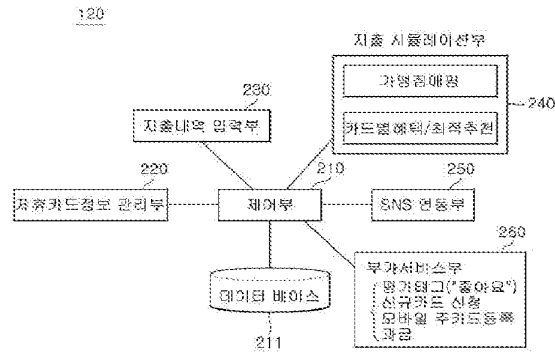 120
지출 시뮬레이션부
230
가맹점매핑
240
지출내역 입력부
카드별혜택/최적추천
220
210
250
제휴카드정보 관리부
제어부
SNS 연동부
260
부가서비스부
데이터 베이스
평가태그("좋아요")
신규카드 신청
211
모바일 주카드등록
과금